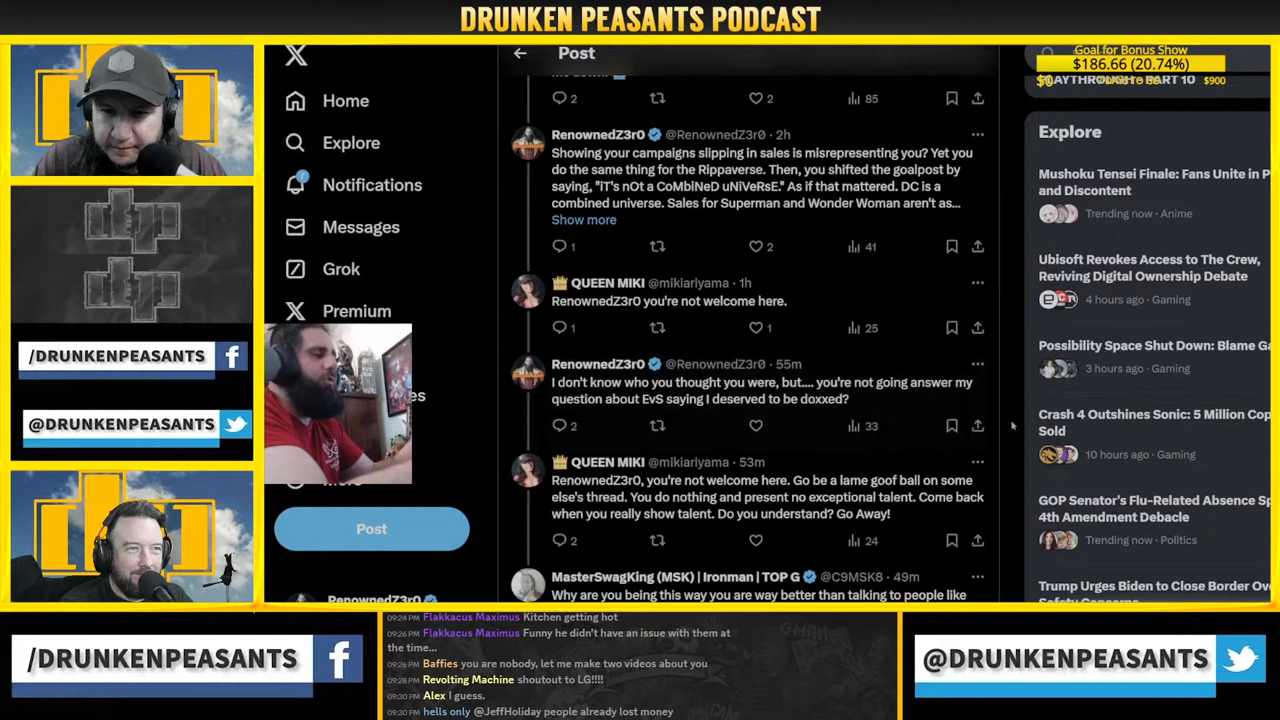 DRUNKEN PEASANTS PODCAST
/DRUNKENPEASANTS
@DRUNKENPEASANTS
Home
Explore
Notifications
Messages
Grok
Premium
Post
Post
2
2
85
RenownedZ3r0 @RenownedZ3r0 · 2h
Showing your campaigns slipping in sales is misrepresenting you? Yet you
do the same thing for the Rippaverse. Then, you shifted the goalpost by
saying, "iT's nOt a CoMbiNeD uNiVeRsE." As if that mattered. DC is a
combined universe. Sales for Superman and Wonder Woman aren't as...
Show more
1
2
41
QUEEN MIKI @mikiariyama · 1h
RenownedZ3r0 you're not welcome here.
1
1
25
RenownedZ3r0 @RenownedZ3r0 · 55m
I don't know who you thought you were, but.... you're not going answer my
question about EvS saying I deserved to be doxxed?
2
33
QUEEN MIKI @mikiariyama · 53m
RenownedZ3r0, you're not welcome here. Go be a lame goof ball on some
else's thread. You do nothing and present no exceptional talent. Come back
when you really show talent. Do you understand? Go Away!
2
24
MasterSwagKing (MSK) | Ironman | TOP G @C9MSK8 · 49m
Why are you being this way you are way better than talking to people like
RenownedZ3r0
Goal for Bonus Show
$186.66 (20.74%)
$0
$900
PLAYTHROUGH - PART 10
Explore
Mushoku Tensei Finale: Fans Unite in P
and Discontent
Trending now · Anime
Ubisoft Revokes Access to The Crew,
Reviving Digital Ownership Debate
4 hours ago · Gaming
Possibility Space Shut Down: Blame Ga
3 hours ago · Gaming
Crash 4 Outshines Sonic: 5 Million Cop
Sold
10 hours ago · Gaming
GOP Senator's Flu-Related Absence Sp
4th Amendment Debacle
Trending now · Politics
Trump Urges Biden to Close Border Ove
09:24 PM Flakkacus Maximus Kitchen getting hot
09:26 PM Flakkacus Maximus Funny he didn't have an issue with them at
the time...
09:26 PM Baffies you are nobody, let me make two videos about you
09:28 PM Revolting Machine shoutout to LG!!!!
09:30 PM Alex I guess.
09:30 PM hells only @JeffHoliday people already lost money
/DRUNKENPEASANTS
@DRUNKENPEASANTS